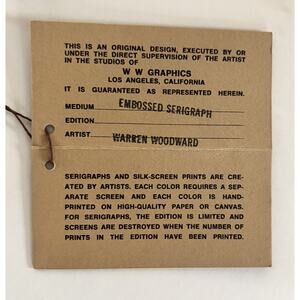 THIS IS AN ORIGINAL DESIGN, EXECUTED BY OR
UNDER THE DIRECT SUPERVISION OF THE ARTIST
IN THE STUDIOS OF
W W GRAPHICS
LOS ANGELES, CALIFORNIA
IT IS GUARANTEED AS REPRESENTED HEREIN.
MEDIUM EMBOSSED SERIGRAPH
EDITION
ARTIST WARREN WOODWARD
SERIGRAPHS AND SILK-SCREEN PRINTS ARE CRE-
ATED BY ARTISTS. EACH COLOR REQUIRES A SEP-
ARATE SCREEN AND EACH COLOR IS HAND-
PRINTED ON HIGH-QUALITY PAPER OR CANVAS.
FOR SERIGRAPHS, THE EDITION IS LIMITED AND
SCREENS ARE DESTROYED WHEN THE NUMBER OF
PRINTS IN THE EDITION HAVE BEEN PRINTED.